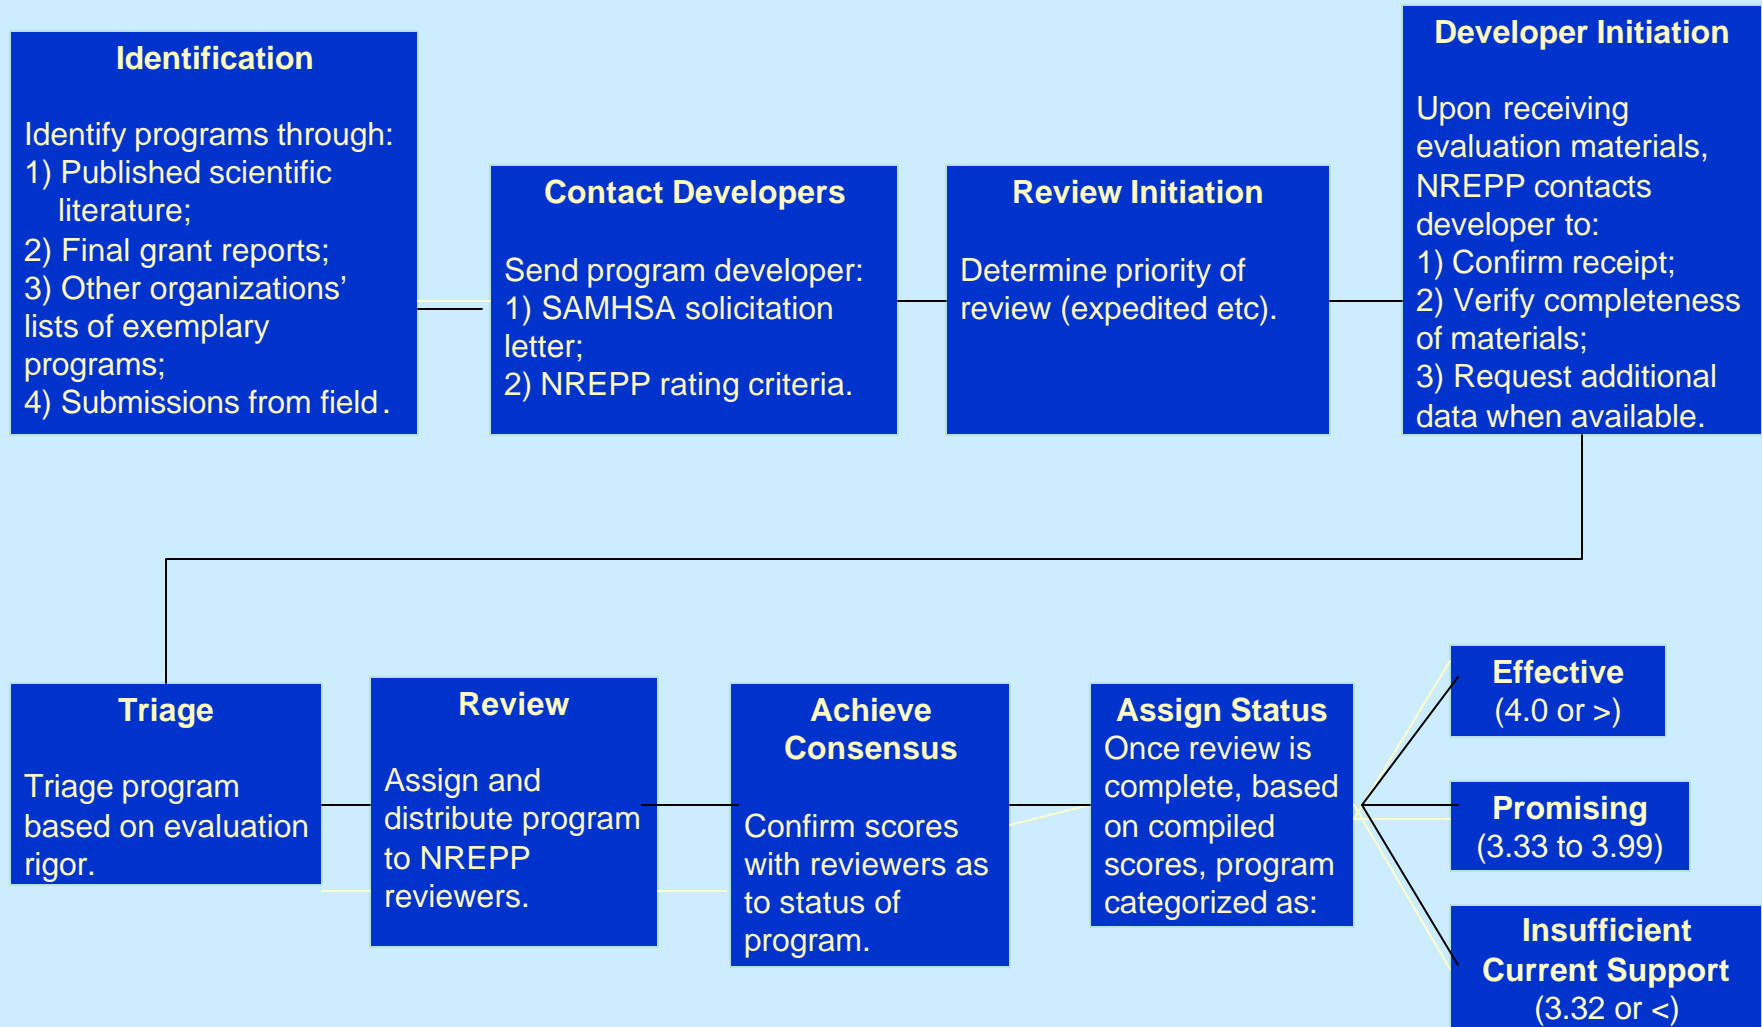 Identification
Identify programs through:
1) Published scientific
literature;
2) Final grant reports;
3) Other organizations’
lists of exemplary
programs;
4) Submissions from field.
Contact Developers
Send program developer:
1) SAMHSA solicitation
letter;
2) NREPP rating criteria.
Review Initiation
Determine priority of
review (expedited etc).
Developer Initiation
Upon receiving
evaluation materials,
NREPP contacts
developer to:
1) Confirm receipt;
2) Verify completeness
of materials;
3) Request additional
data when available.
Triage
Triage program
based on evaluation
rigor.
Review
Assign and
distribute program
to NREPP
reviewers.
Achieve
Consensus
Confirm scores
with reviewers as
to status of
program.
Assign Status
Once review is
complete, based
on compiled
scores, program
categorized as:
Effective
(4.0 or >)
Promising
(3.33 to 3.99)
Insufficient
Current Support
(3.32 or <)